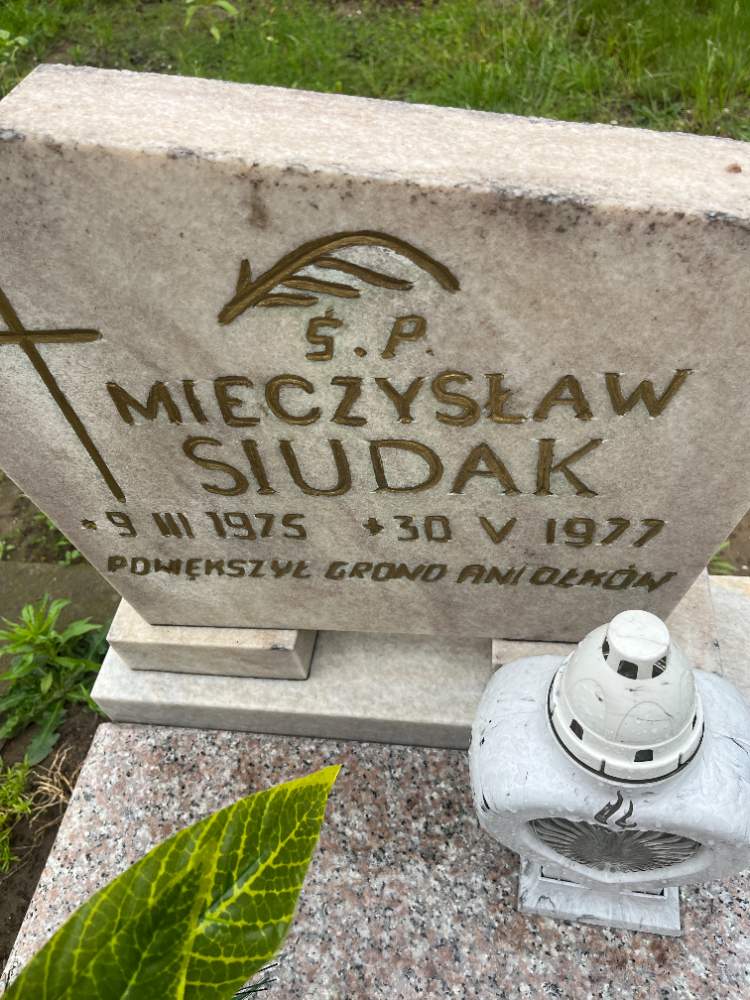 Ś.P.
MIECZYSŁAW
SIUDAK
* 9 III 1975 + 30 V 1977
POWIĘKSZYŁ GRONO ANIOŁKÓW